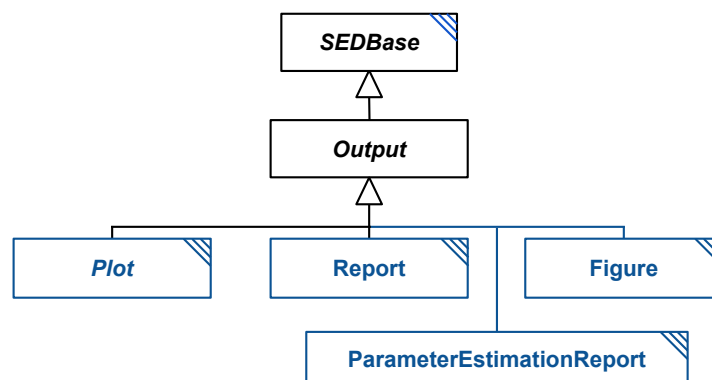 SEDBase
Output
Plot
Report
Figure
ParameterEstimationReport